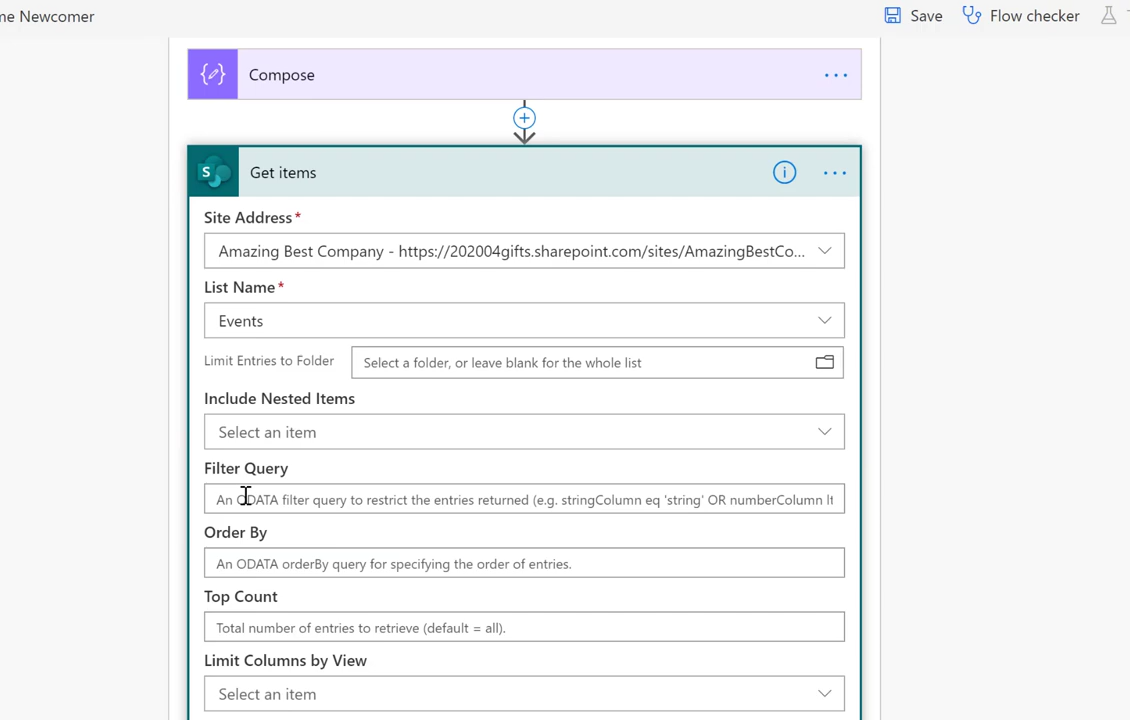 me Newcomer
Save
Flow checker
Compose
S
Get items
Site Address*
Amazing Best Company - https://202004gifts.sharepoint.com/sites/AmazingBestCo...
List Name*
Events
Limit Entries to Folder
Select a folder, or leave blank for the whole list
Include Nested Items
Select an item
Filter Query
An ODATA filter query to restrict the entries returned (e.g. stringColumn eq 'string' OR numberColumn lt
Order By
An ODATA orderBy query for specifying the order of entries.
Top Count
Total number of entries to retrieve (default = all).
Limit Columns by View
Select an item